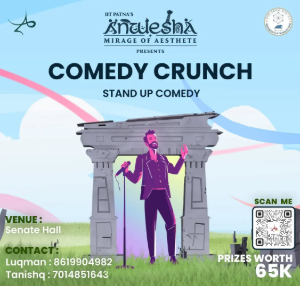 IIT PATNA'S
ANWESHA
MIRAGE OF AESTHETE
PRESENTS
COMEDY CRUNCH
STAND UP COMEDY
VENUE :
Senate Hall
CONTACT :
Luqman : 8619904982
Tanishq : 7014851643
SCAN ME
PRIZES WORTH
65K